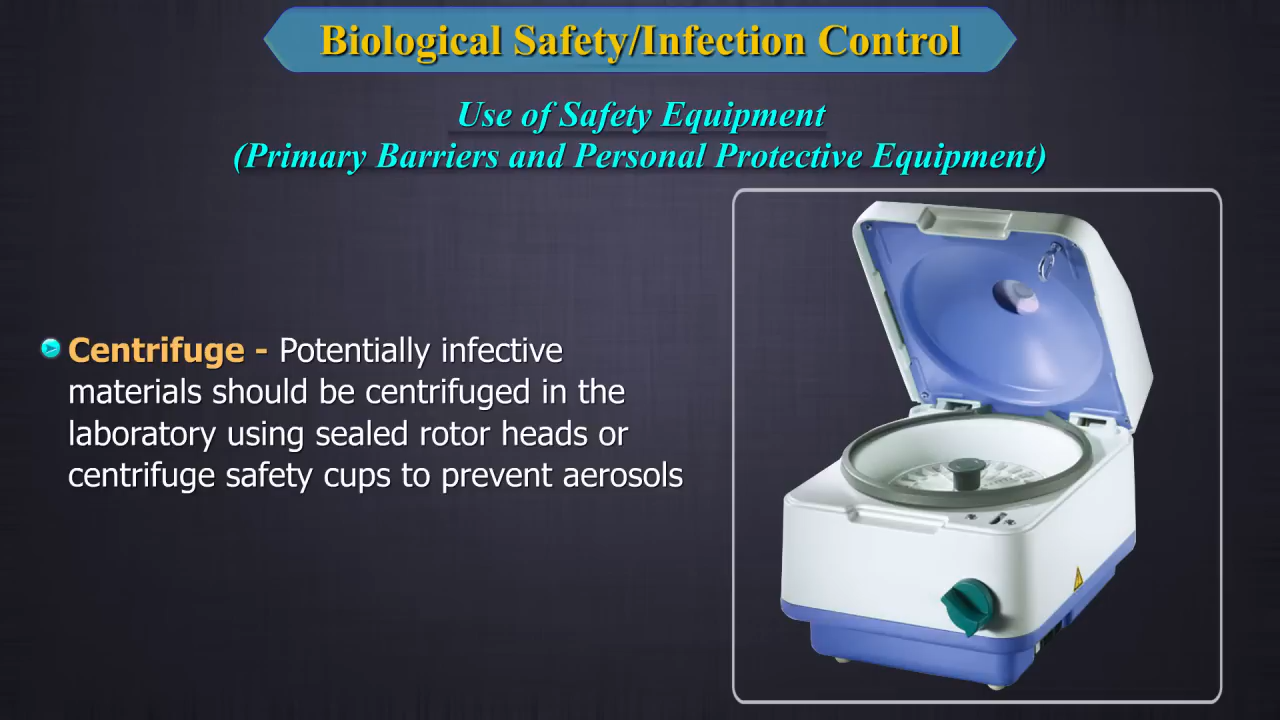 Biological Safety/Infection Control
Use of Safety Equipment
(Primary Barriers and Personal Protective Equipment)
Centrifuge - Potentially infective
materials should be centrifuged in the
laboratory using sealed rotor heads or
centrifuge safety cups to prevent aerosols